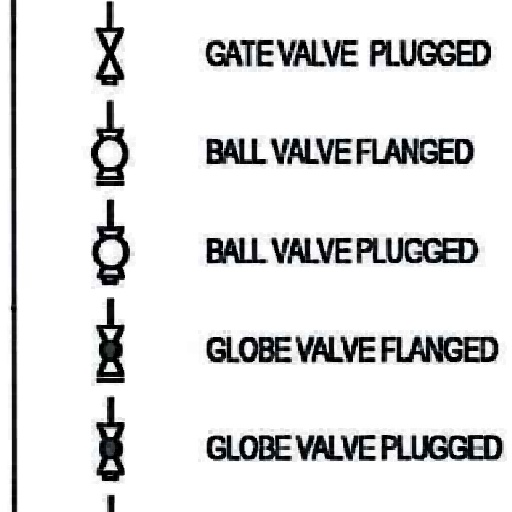 GATE VALVE PLUGGED
BALL VALVE FLANGED
BALL VALVE PLUGGED
GLOBE VALVE FLANGED
GLOBE VALVE PLUGGED